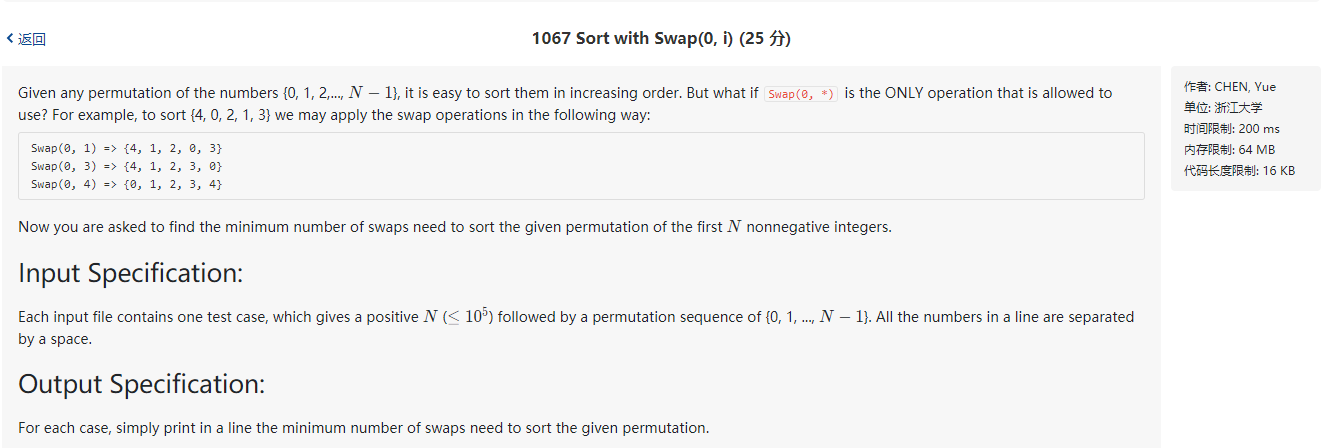 返回
1067 Sort with Swap(0, i) (25 分)
Given any permutation of the numbers {0, 1, 2,..., N − 1}, it is easy to sort them in increasing order. But what if Swap(0, *) is the ONLY operation that is allowed to
use? For example, to sort {4, 0, 2, 1, 3} we may apply the swap operations in the following way:
Swap(0, 1) => {4, 1, 2, 0, 3}
Swap(0, 3) => {4, 1, 2, 3, 0}
Swap(0, 4) => {0, 1, 2, 3, 4}
Now you are asked to find the minimum number of swaps need to sort the given permutation of the first N nonnegative integers.
Input Specification:
Each input file contains one test case, which gives a positive N (≤ 10⁵) followed by a permutation sequence of {0, 1, ..., N − 1}. All the numbers in a line are separated
by a space.
Output Specification:
For each case, simply print in a line the minimum number of swaps need to sort the given permutation.
作者: CHEN, Yue
单位: 浙江大学
时间限制: 200 ms
内存限制: 64 MB
代码长度限制: 16 KB